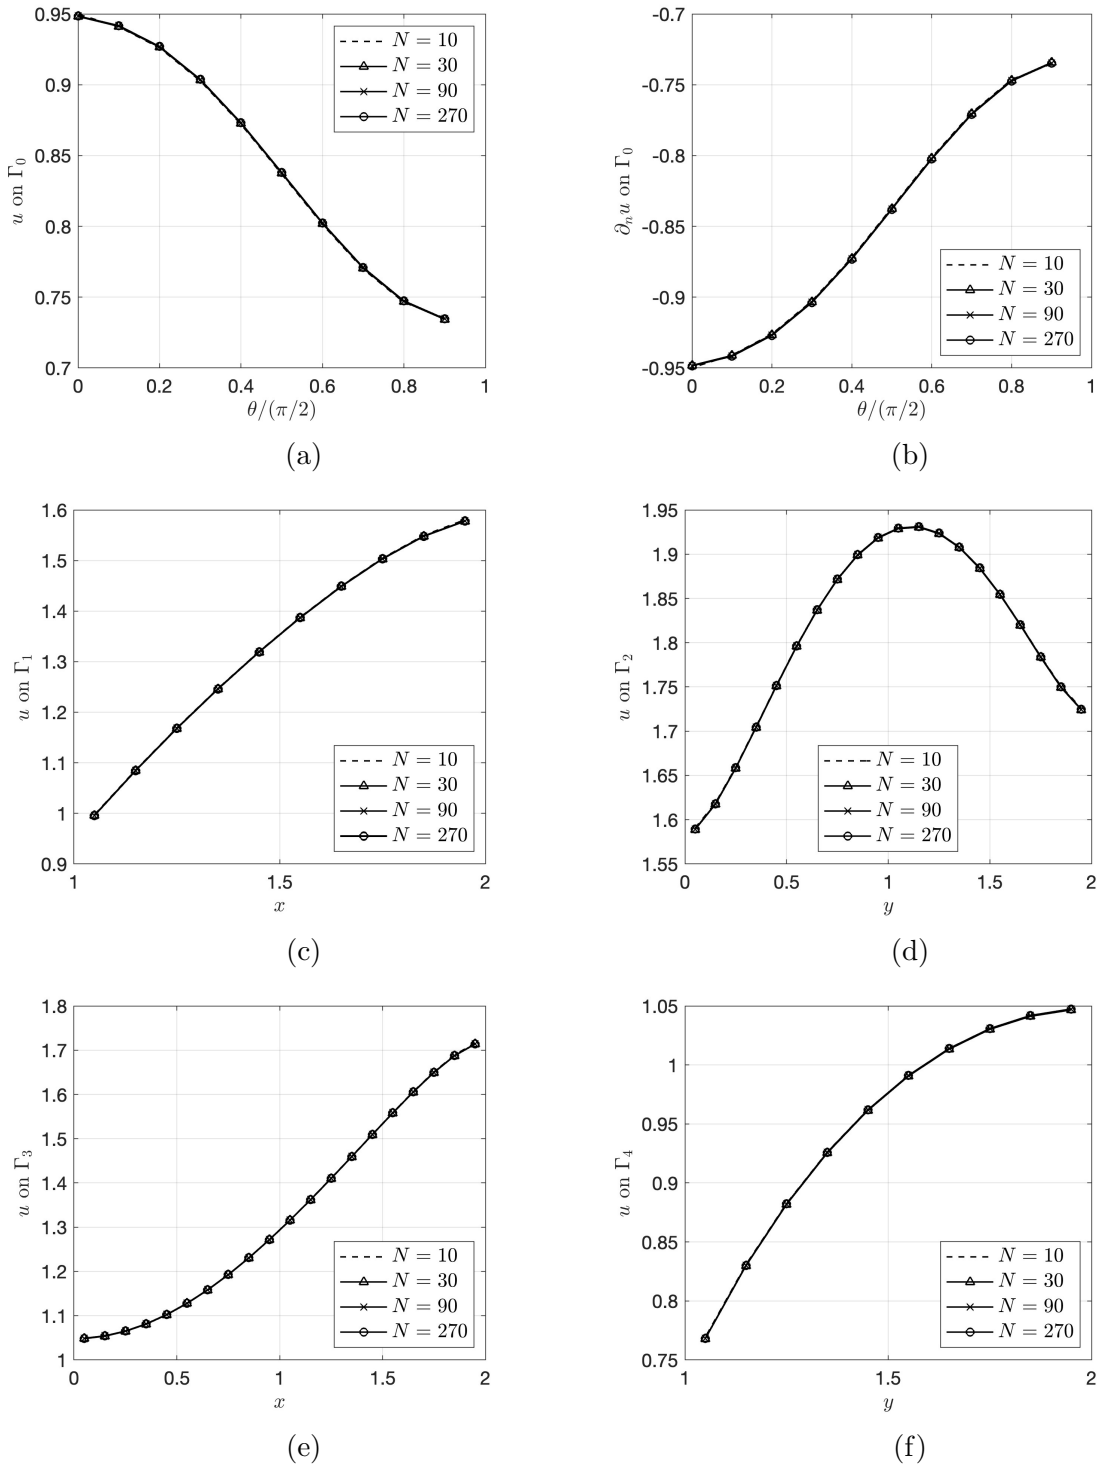 0.95
0.9
0.85
0.8
0.75
0.7
u on Γ₀
N = 10
N = 30
N = 90
N = 270
0 0.2 0.4 0.6 0.8 1
θ/(π/2)
(a)
-0.7
-0.75
-0.8
-0.85
-0.9
-0.95
∂ₙu on Γ₀
N = 10
N = 30
N = 90
N = 270
0 0.2 0.4 0.6 0.8 1
θ/(π/2)
(b)
1.6
1.5
1.4
1.3
1.2
1.1
1
0.9
u on Γ₁
N = 10
N = 30
N = 90
N = 270
1 1.5 2
x
(c)
1.95
1.9
1.85
1.8
1.75
1.7
1.65
1.6
1.55
u on Γ₂
N = 10
N = 30
N = 90
N = 270
0 0.5 1 1.5 2
y
(d)
1.8
1.7
1.6
1.5
1.4
1.3
1.2
1.1
1
u on Γ₃
N = 10
N = 30
N = 90
N = 270
0 0.5 1 1.5 2
x
(e)
1.05
1
0.95
0.9
0.85
0.8
0.75
u on Γ₄
N = 10
N = 30
N = 90
N = 270
1 1.5 2
y
(f)